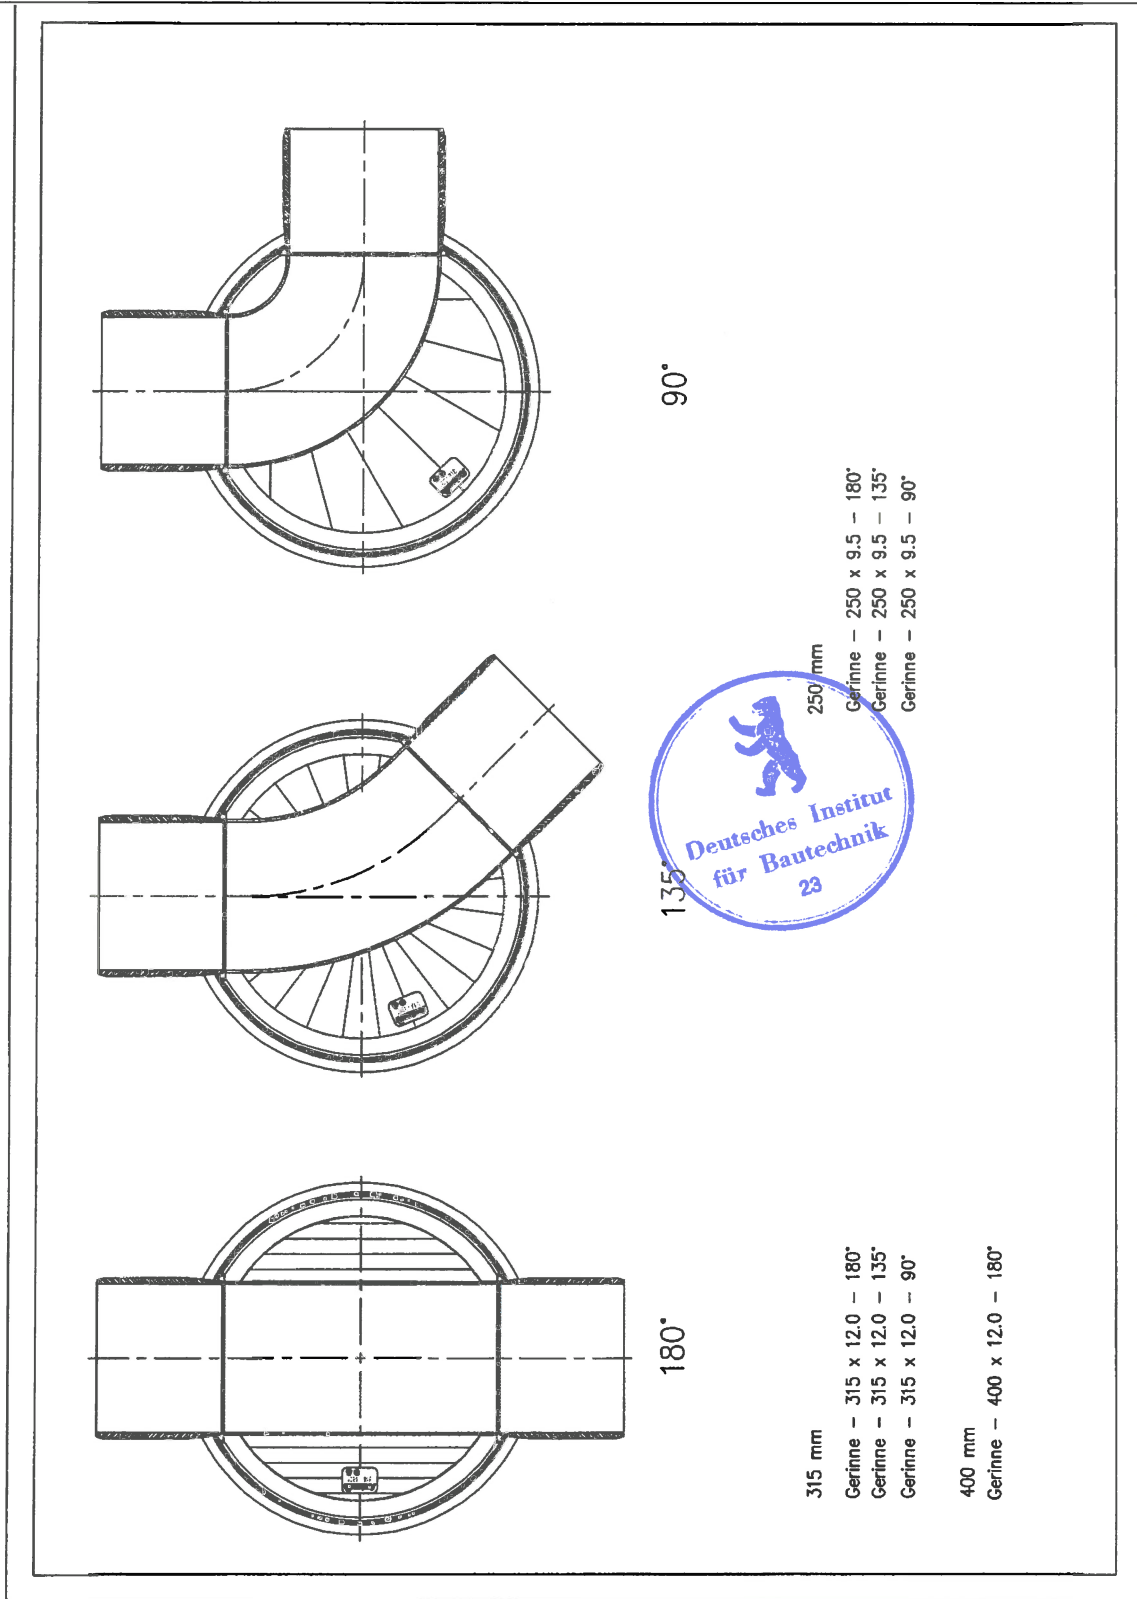 180°
135°
90°
315 mm
Gerinne – 315 x 12.0 – 180°
Gerinne – 315 x 12.0 – 135°
Gerinne – 315 x 12.0 – 90°
400 mm
Gerinne – 400 x 12.0 – 180°
250 mm
Gerinne – 250 x 9.5 – 180°
Gerinne – 250 x 9.5 – 135°
Gerinne – 250 x 9.5 – 90°
Deutsches Institut
für Bautechnik
23